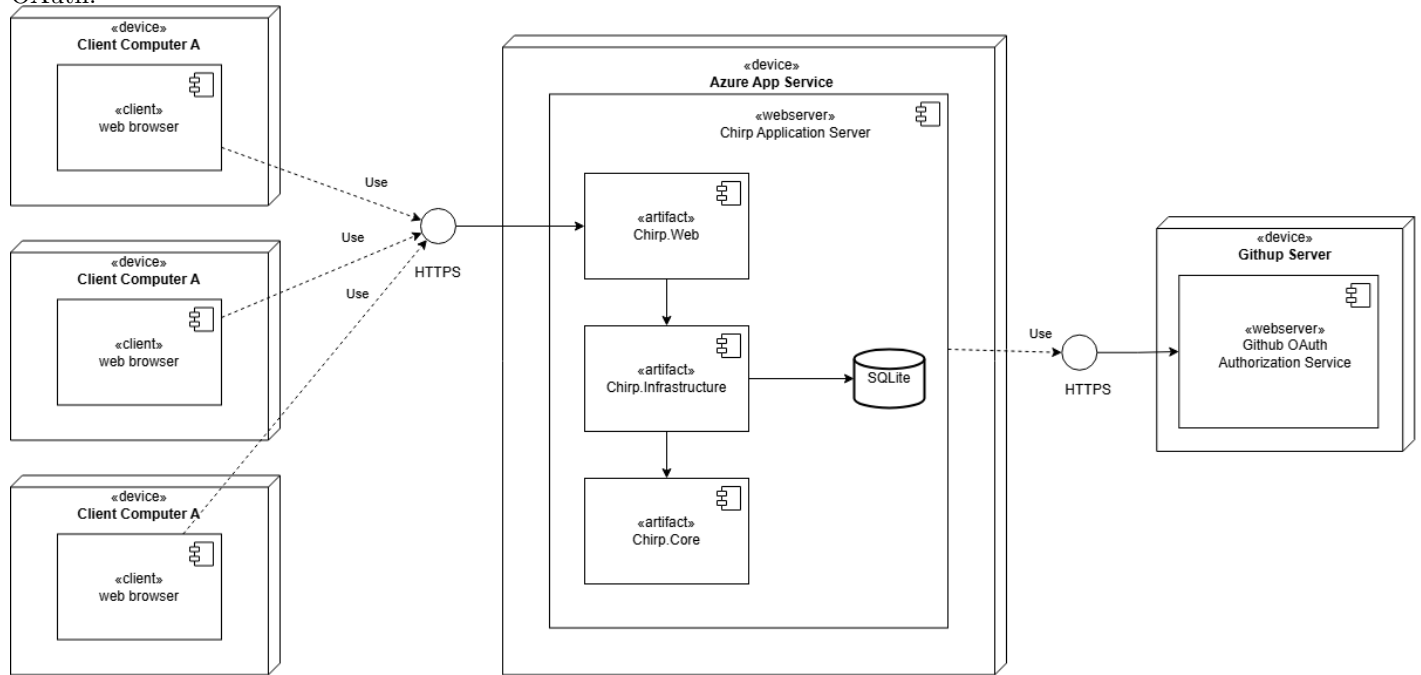 OAuth.
«device»
Client Computer A
«client»
web browser
Use
«device»
Client Computer A
«client»
web browser
Use
«device»
Client Computer A
«client»
web browser
Use
HTTPS
«device»
Azure App Service
«webserver»
Chirp Application Server
«artifact»
Chirp.Web
«artifact»
Chirp.Infrastructure
SQLite
«artifact»
Chirp.Core
Use
HTTPS
«device»
Githup Server
«webserver»
Github OAuth
Authorization Service